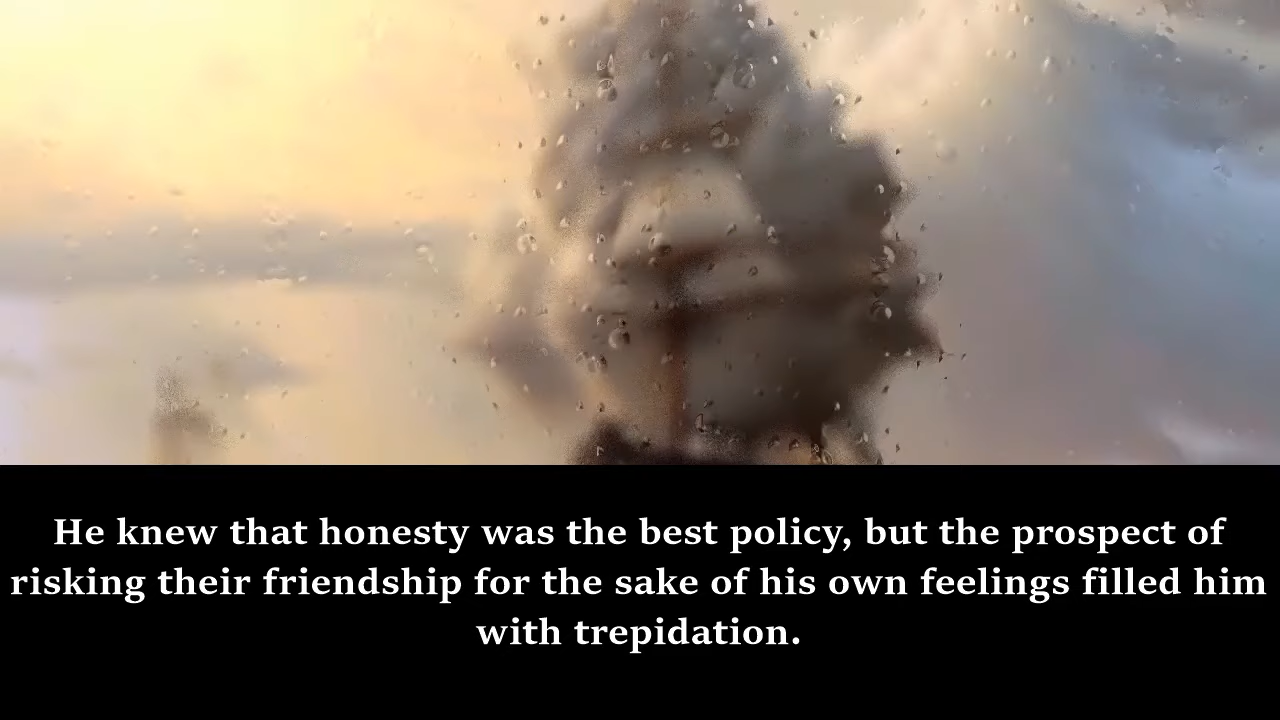 He knew that honesty was the best policy, but the prospect of
risking their friendship for the sake of his own feelings filled him
with trepidation.